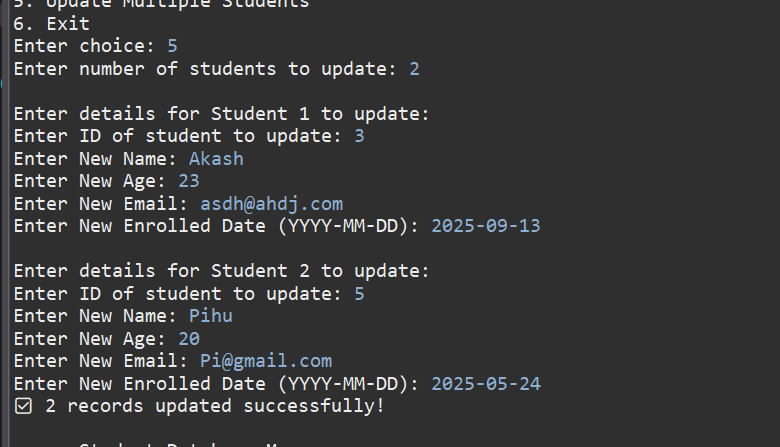 5. Update Multiple Students
6. Exit
Enter choice: 5
Enter number of students to update: 2
Enter details for Student 1 to update:
Enter ID of student to update: 3
Enter New Name: Akash
Enter New Age: 23
Enter New Email: asdh@ahdj.com
Enter New Enrolled Date (YYYY-MM-DD): 2025-09-13
Enter details for Student 2 to update:
Enter ID of student to update: 5
Enter New Name: Pihu
Enter New Age: 20
Enter New Email: Pi@gmail.com
Enter New Enrolled Date (YYYY-MM-DD): 2025-05-24
☑ 2 records updated successfully!
Student Database M